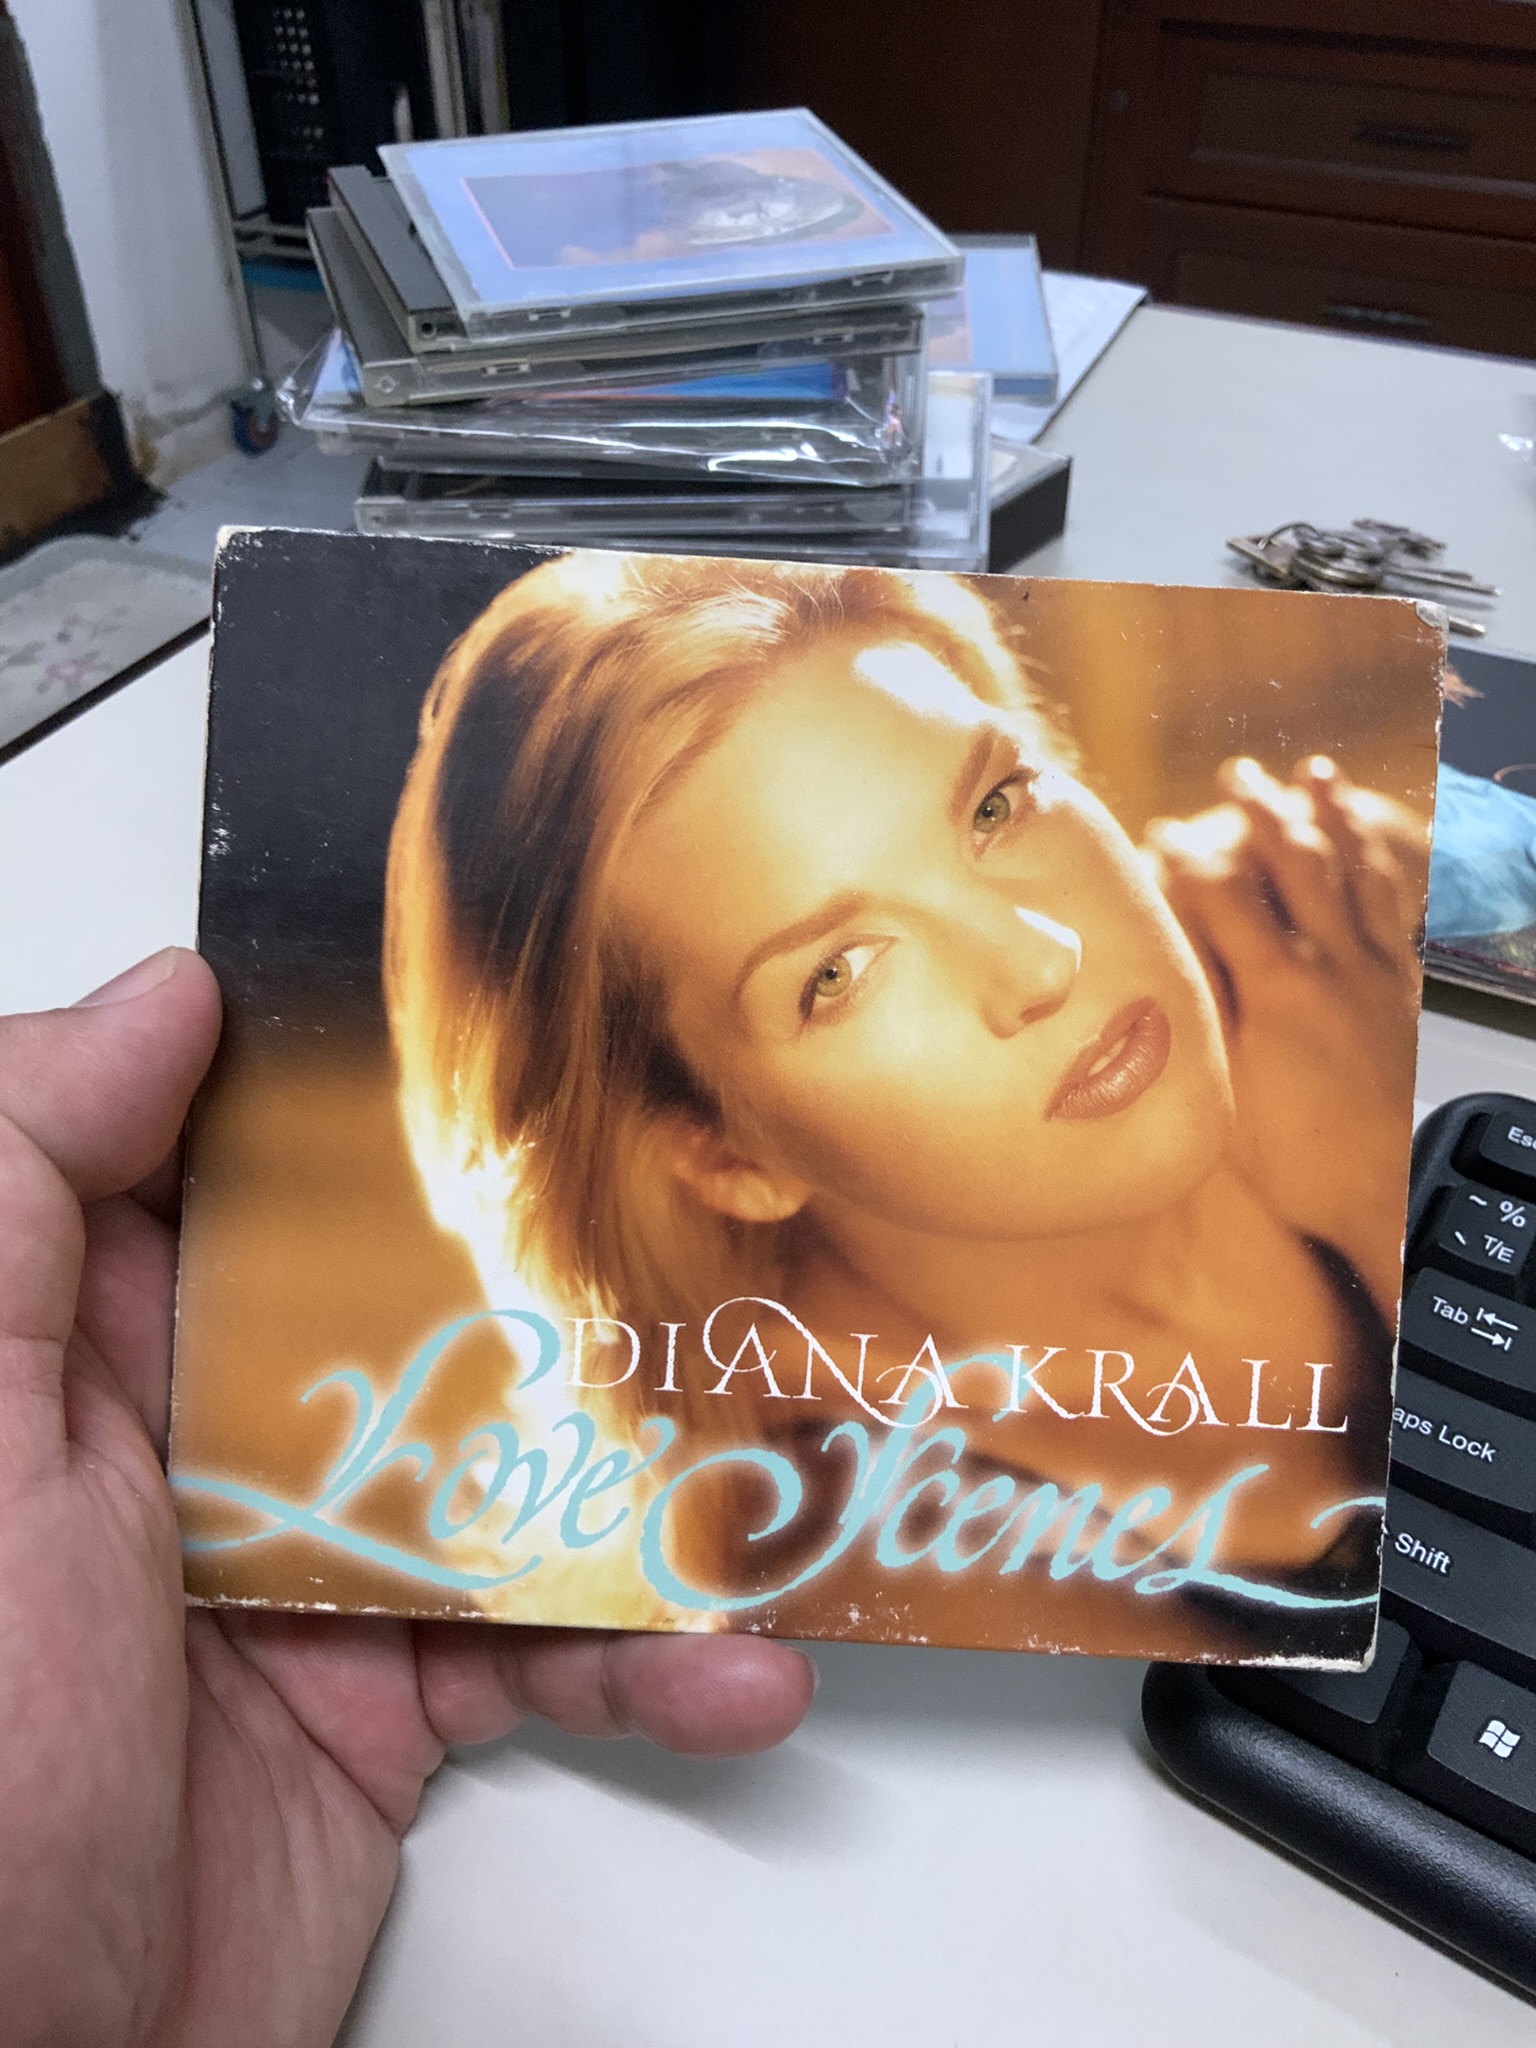 DIANA KRALL
Love Scenes
Esc
~ %
` T/E
Tab
aps Lock
Shift